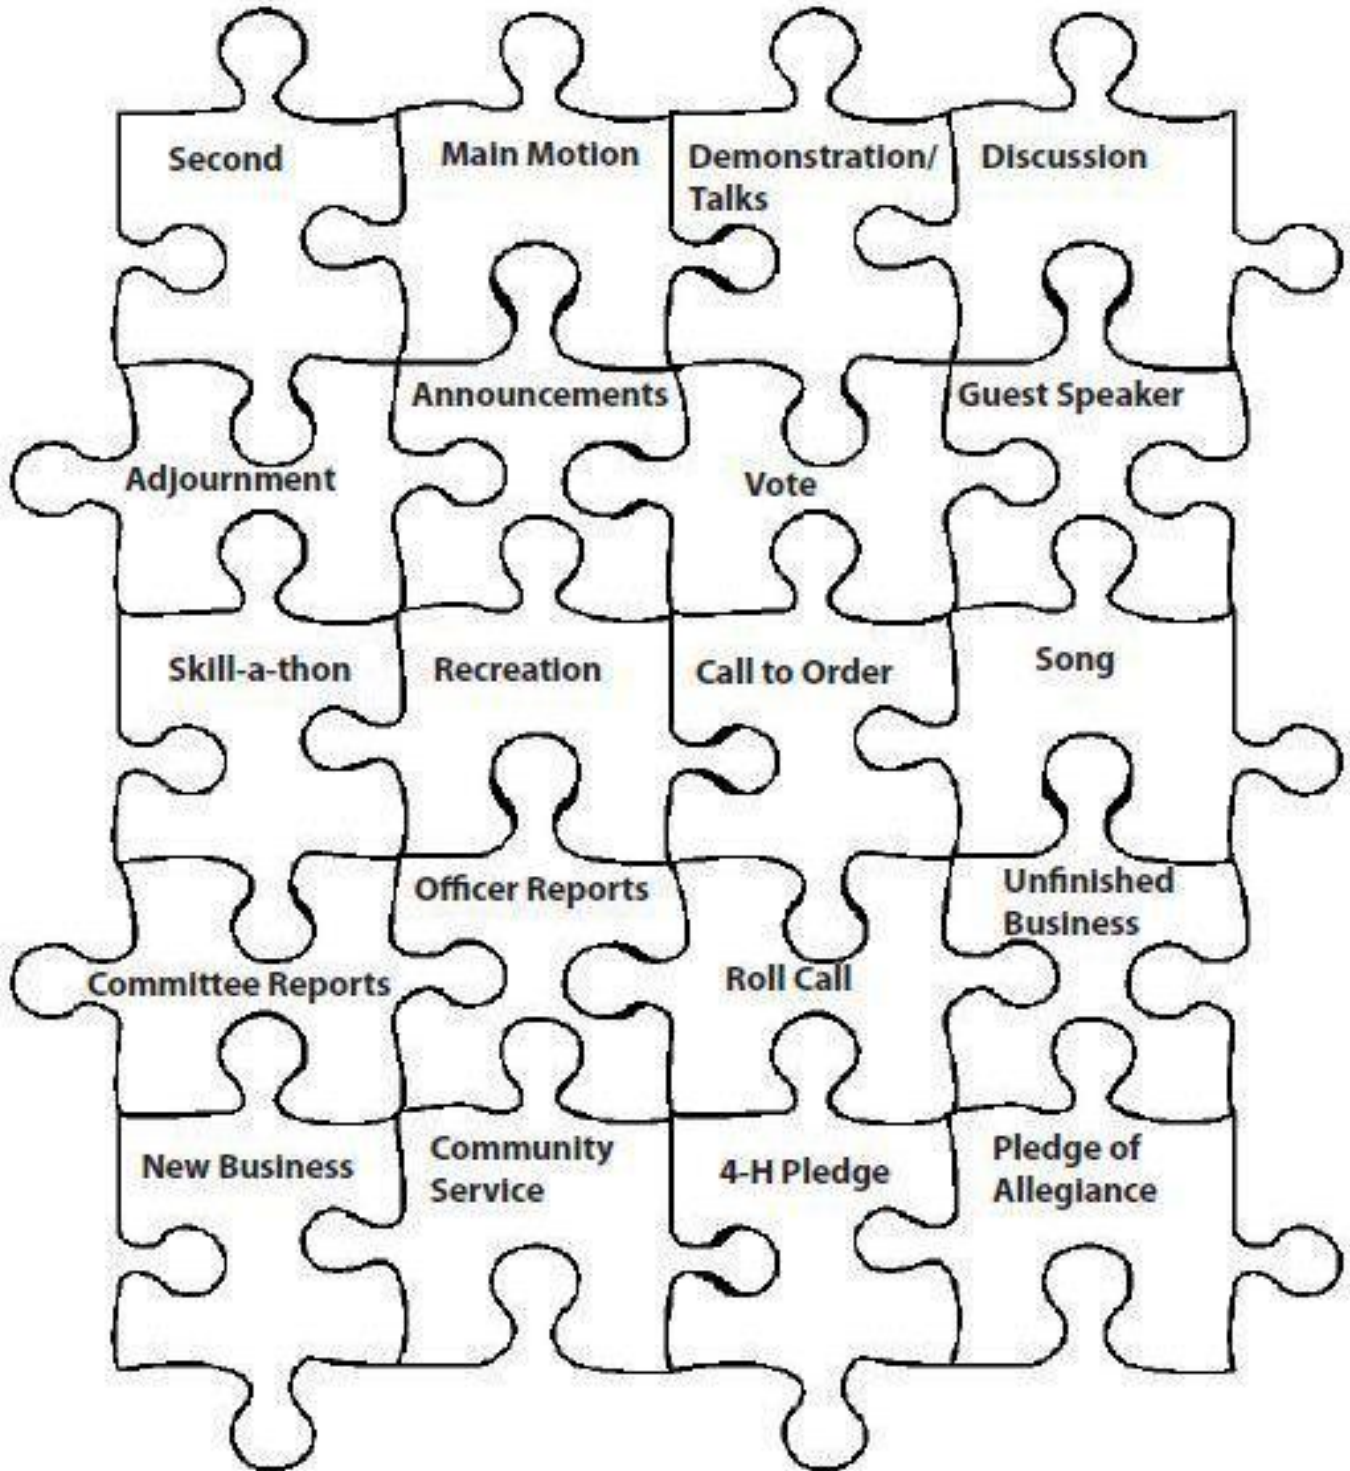 Second
Main Motion
Demonstration/
Talks
Discussion
Adjournment
Announcements
Vote
Guest Speaker
Skill-a-thon
Recreation
Call to Order
Song
Committee Reports
Officer Reports
Roll Call
Unfinished
Business
New Business
Community
Service
4-H Pledge
Pledge of
Allegiance